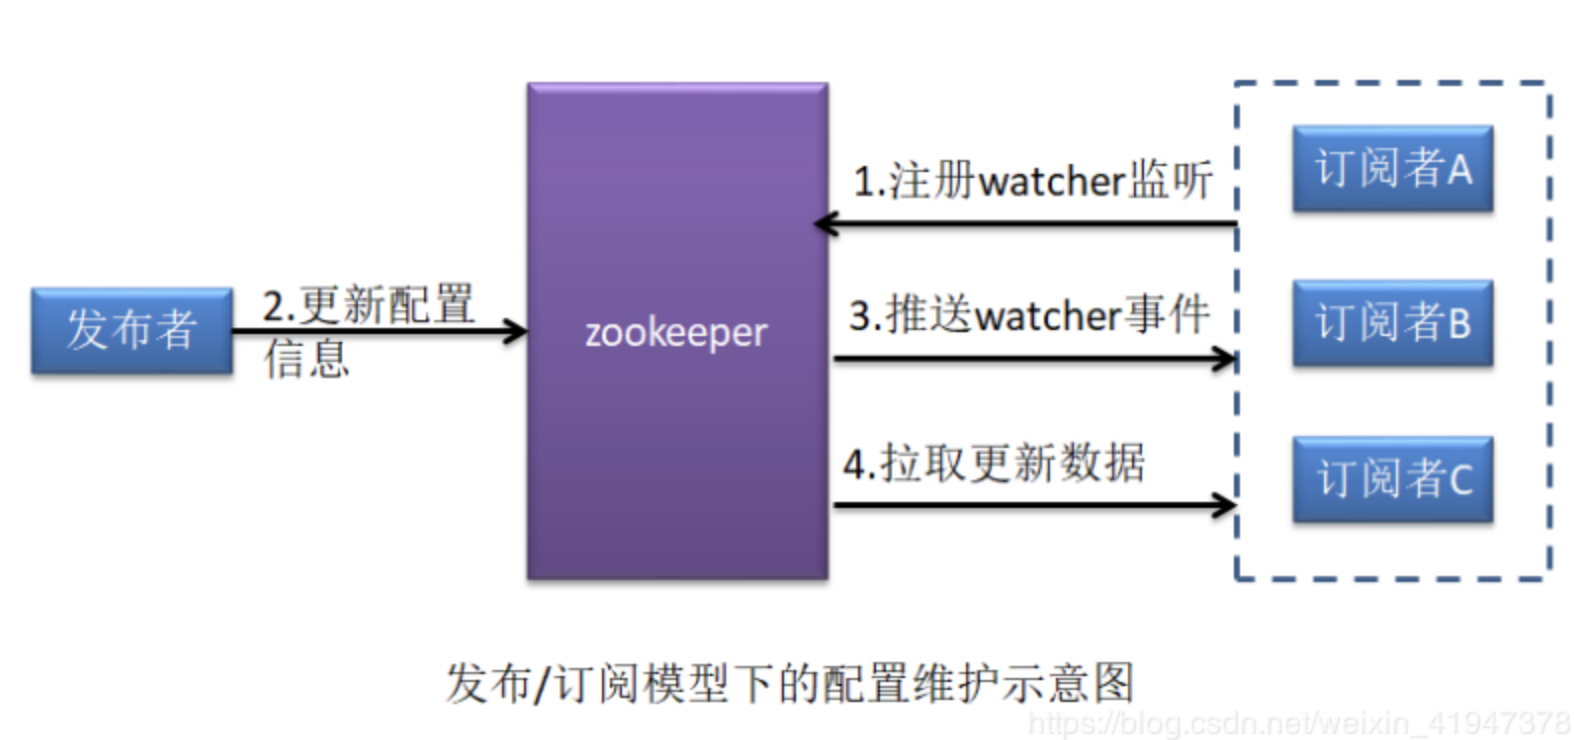 1.注册watcher监听
订阅者A
2.更新配置
信息
发布者
zookeeper
3.推送watcher事件
订阅者B
4.拉取更新数据
订阅者C
发布/订阅模型下的配置维护示意图
https://blog.csdn.net/weixin_41947378